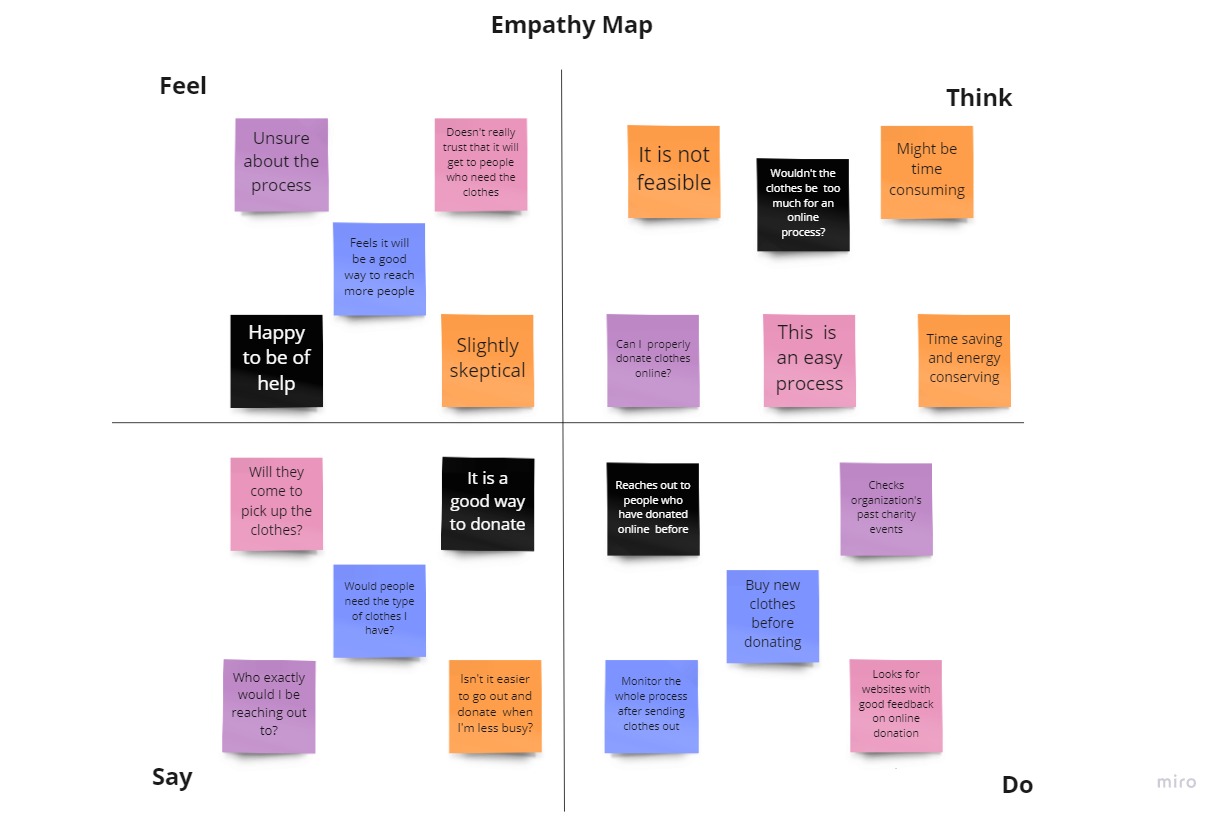 Empathy Map
Feel
Unsure
about the
process
Doesn't really
trust that it will
get to people
who need the
clothes
Feels it will
be a good
way to reach
more people
Happy
to be of
help
Slightly
skeptical
Think
It is not
feasible
Wouldn't the
clothes be too
much for an
online
process?
Might be
time
consuming
Can I properly
donate clothes
online?
This is
an easy
process
Time saving
and energy
conserving
Will they
come to
pick up the
clothes?
It is a
good way
to donate
Would people
need the type
of clothes I
have?
Who exactly
would I be
reaching out
to?
Isn't it easier
to go out and
donate when
I'm less busy?
Say
Reaches out to
people who
have donated
online before
Checks
organization's
past charity
events
Buy new
clothes
before
donating
Monitor the
whole process
after sending
clothes out
Looks for
websites with
good feedback
on online
donation
Do
miro